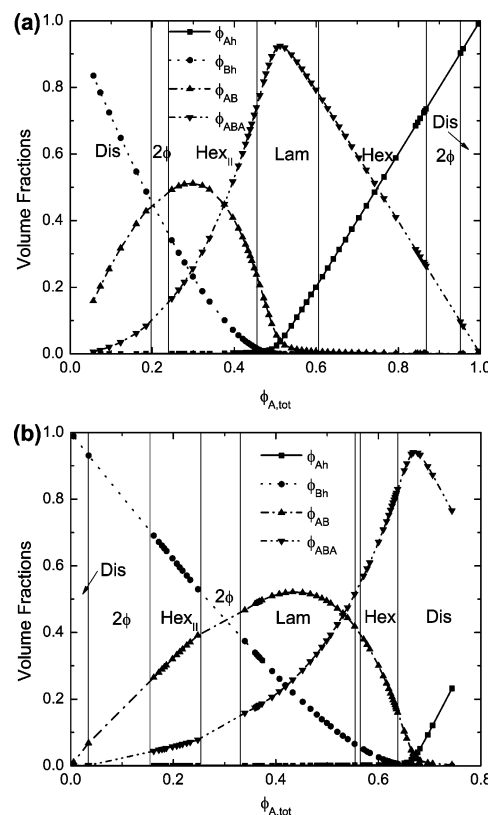 (a)
ϕAh
ϕBh
ϕAB
ϕABA
Dis
2ϕ
HexII
Lam
Hex
Dis
2ϕ
Volume Fractions
1.0
0.8
0.6
0.4
0.2
0.0
0.0 0.2 0.4 0.6 0.8 1.0
ϕA,tot
(b)
ϕAh
ϕBh
ϕAB
ϕABA
Dis
2ϕ
HexII
2ϕ
Lam
Hex
Dis
Volume Fractions
1.0
0.8
0.6
0.4
0.2
0.0
0.0 0.2 0.4 0.6 0.8
ϕA,tot